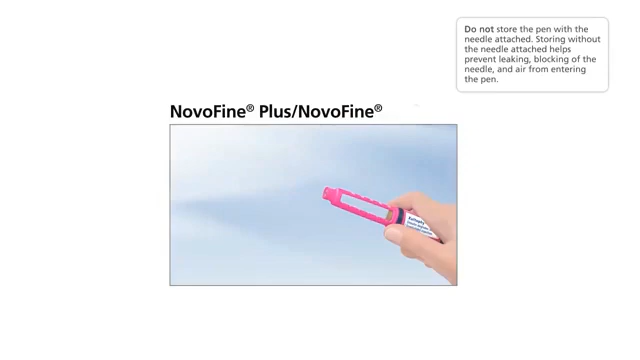 Do not store the pen with the
needle attached. Storing without
the needle attached helps
prevent leaking, blocking of the
needle, and air from entering
the pen.
NovoFine® Plus/NovoFine®